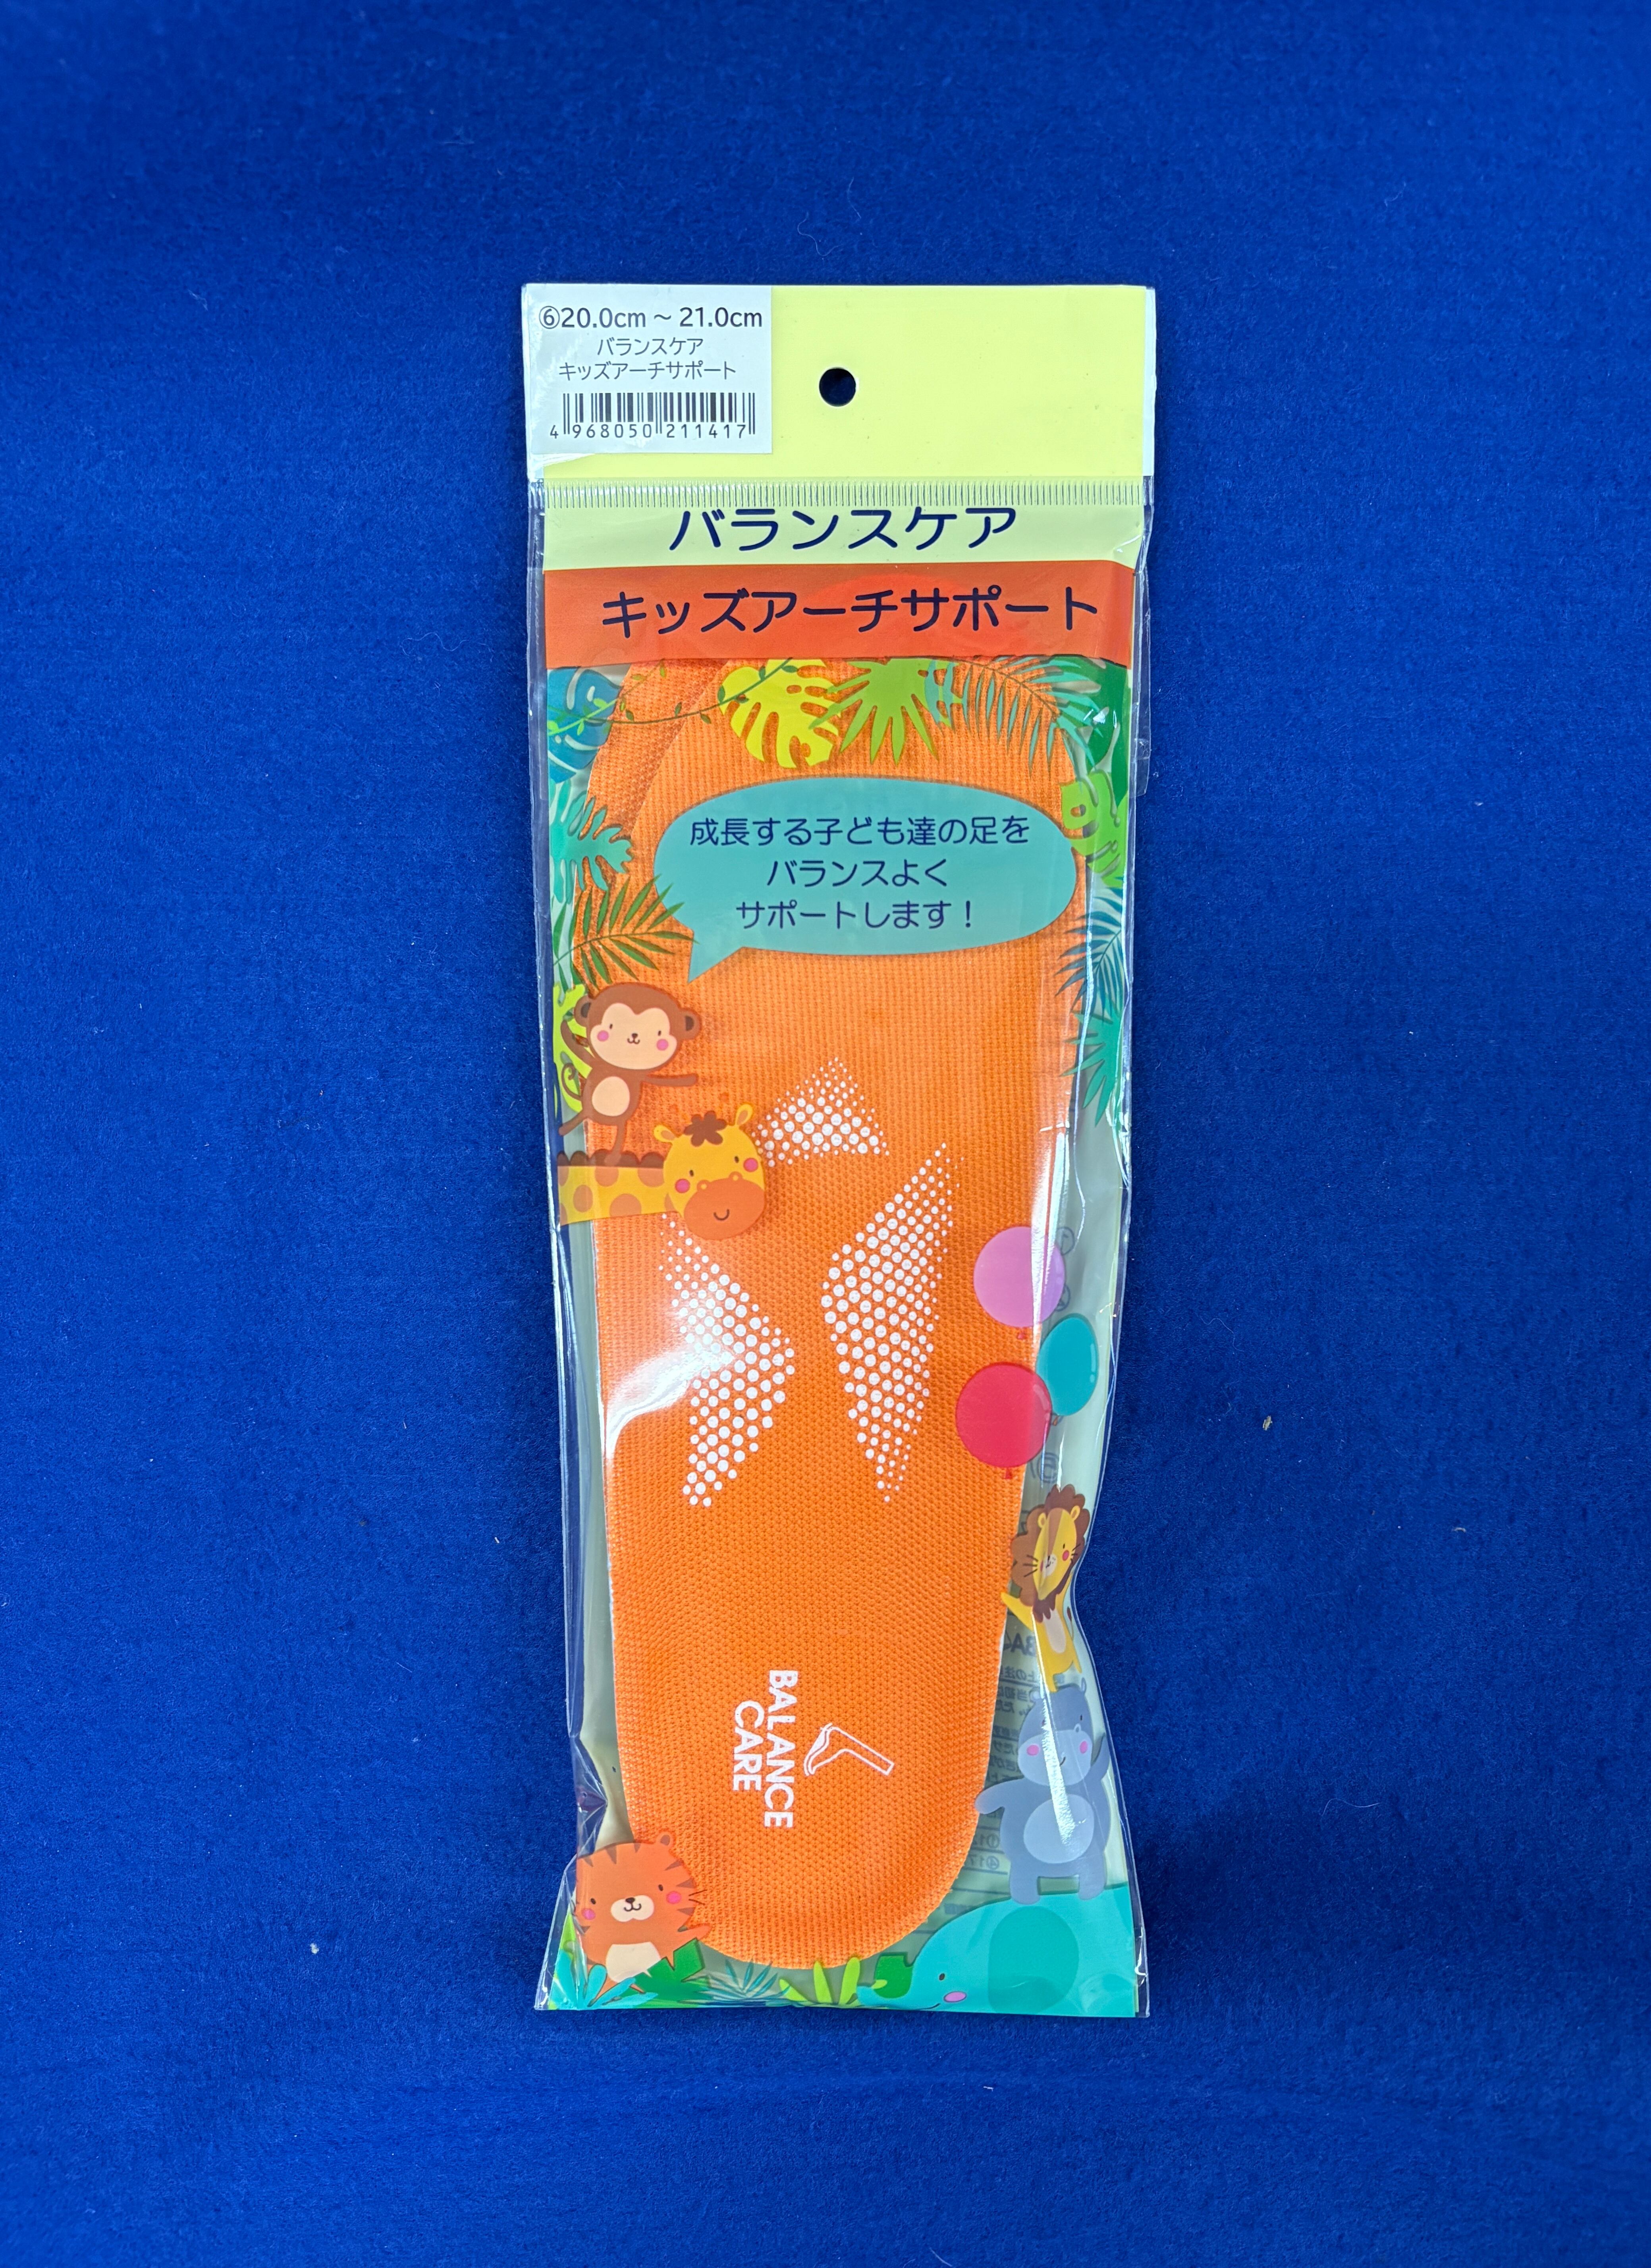 ⑥20.0cm ~ 21.0cm
バランスケア
キッズアーチサポート
4 968050 211417
バランスケア
キッズアーチサポート
成長する子ども達の足を
バランスよく
サポートします！
BALANCE
CARE